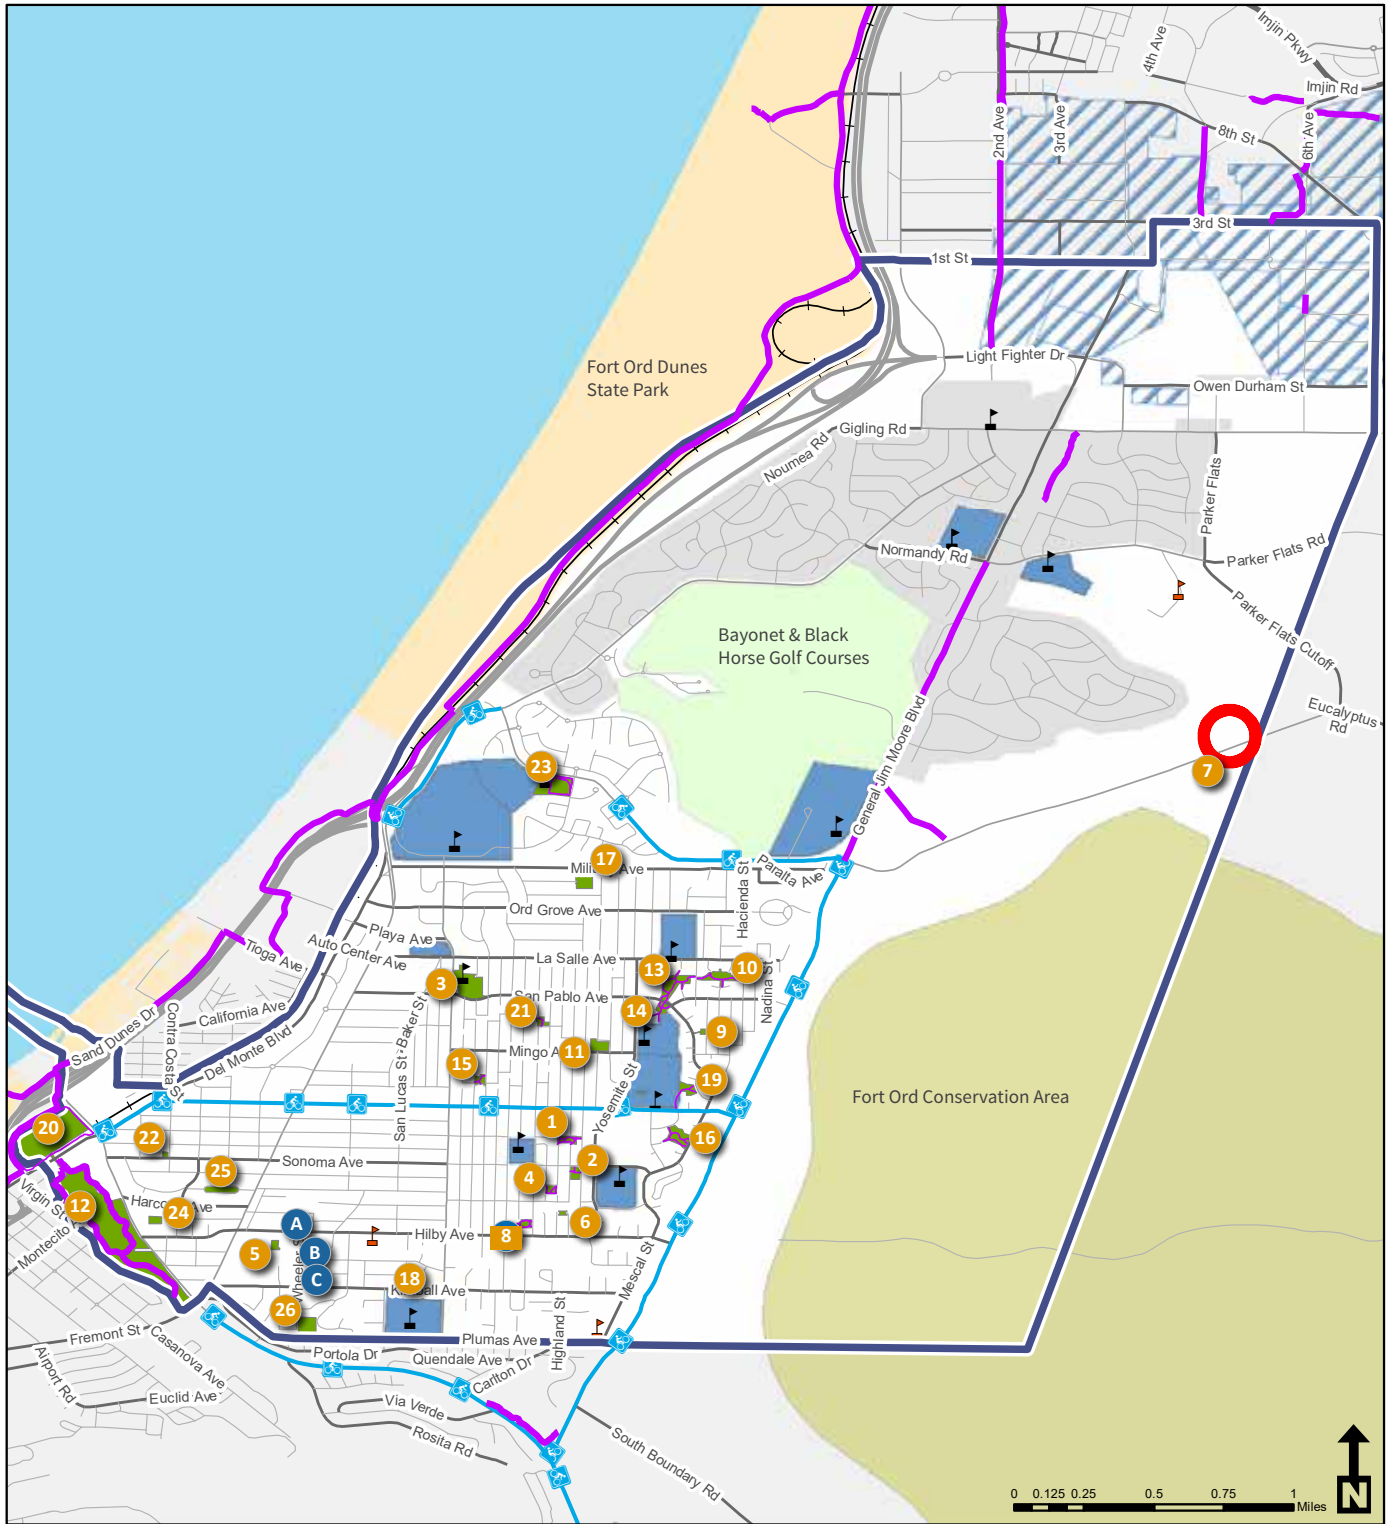 Imjin Pkwy
4th Ave
Imjin Rd
2nd Ave
3rd Ave
8th St
6th Ave
3rd St
1st St
Light Fighter Dr
Owen Durham St
Fort Ord Dunes
State Park
Gigling Rd
Noumea Rd
Parker Flats
Normandy Rd
Parker Flats Rd
Parker Flats Cutoff
Bayonet & Black
Horse Golf Courses
Eucalyptus
Rd
General Jim Moore Blvd
7
23
17
Paralta Ave
Hacienda St
Ord Grove Ave
Playa Ave
Auto Center Ave
Tioga Ave
La Salle Ave
13
10
3
San Pablo Ave
Nadina St
21
14
Sand Dunes Dr
Contra Costa St
California Ave
Del Monte Blvd
San Lucas St
Baker St
9
Mingo A
11
15
Yosemite St
19
Fort Ord Conservation Area
20
22
1
16
Sonoma Ave
25
2
4
12
Virgin St
Harco
Ave
24
Montecito
A
Hilby Ave
8
6
5
B
Wheeler
C
18
all Ave
Mescal St
26
Highland St
Plumas Ave
Fremont St
Casanova Ave
Portola Dr
Quendale Ave
Carlton Dr
Airport Rd
Euclid Ave
Via Verde
Rosita Rd
South Boundary Rd
0 0.125 0.25 0.5 0.75 1
Miles
N